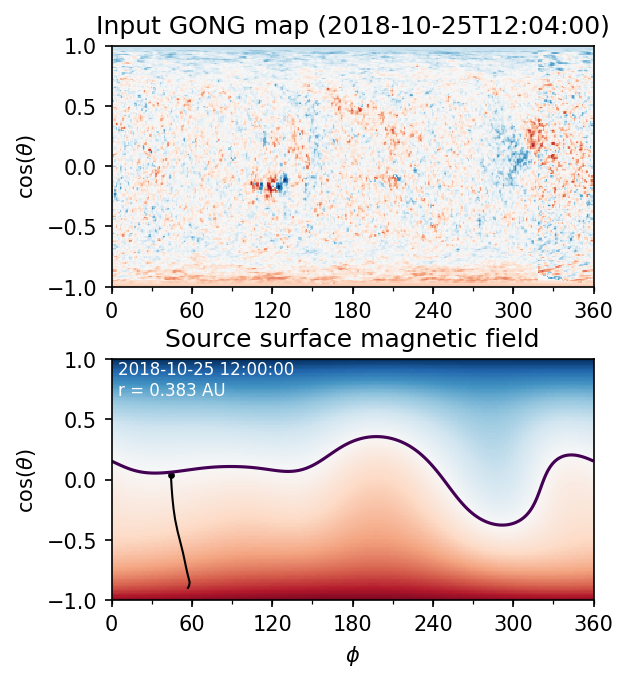 Input GONG map (2018-10-25T12:04:00)
1.0
0.5
0.0
−0.5
−1.0
cos(θ)
0 60 120 180 240 300 360
Source surface magnetic field
2018-10-25 12:00:00
r = 0.383 AU
1.0
0.5
0.0
−0.5
−1.0
cos(θ)
0 60 120 180 240 300 360
ϕ